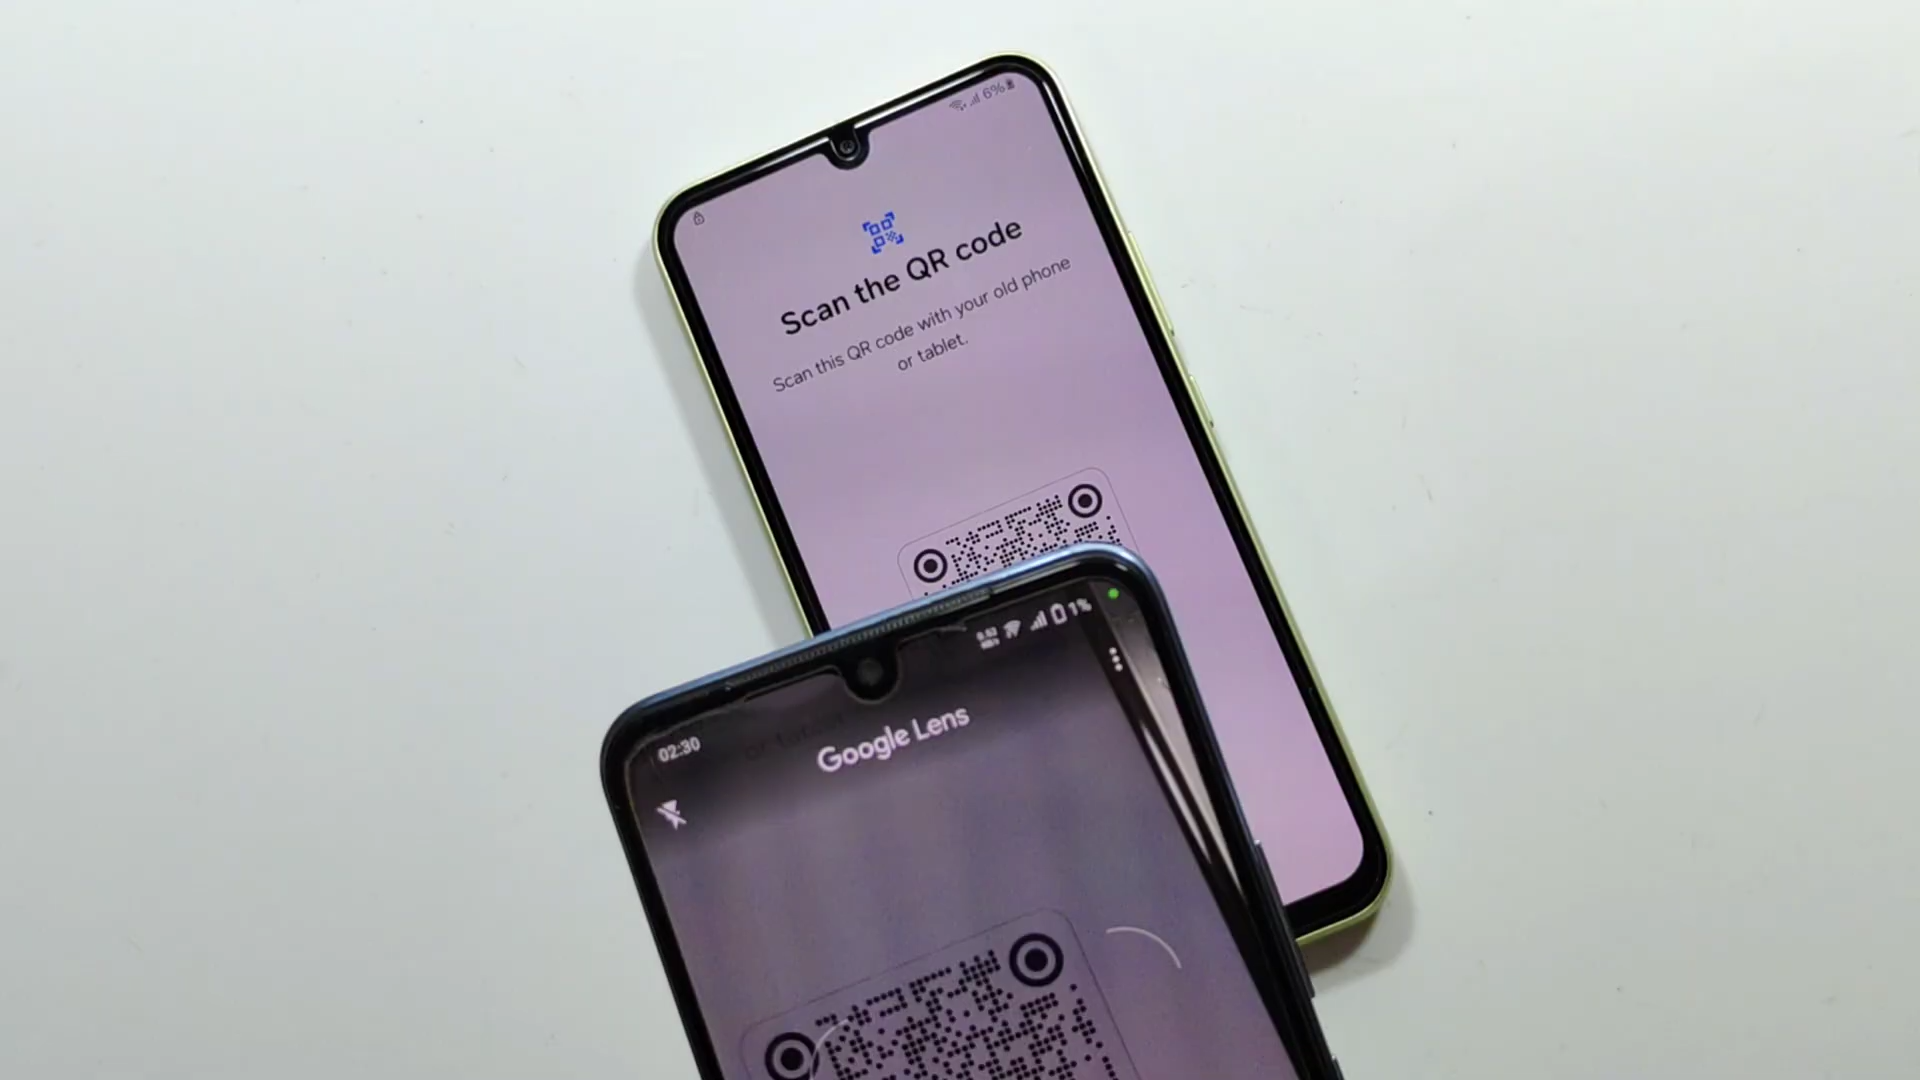 6%
Scan the QR code
Scan this QR code with your old phone
or tablet.
1%
02:30
Google Lens